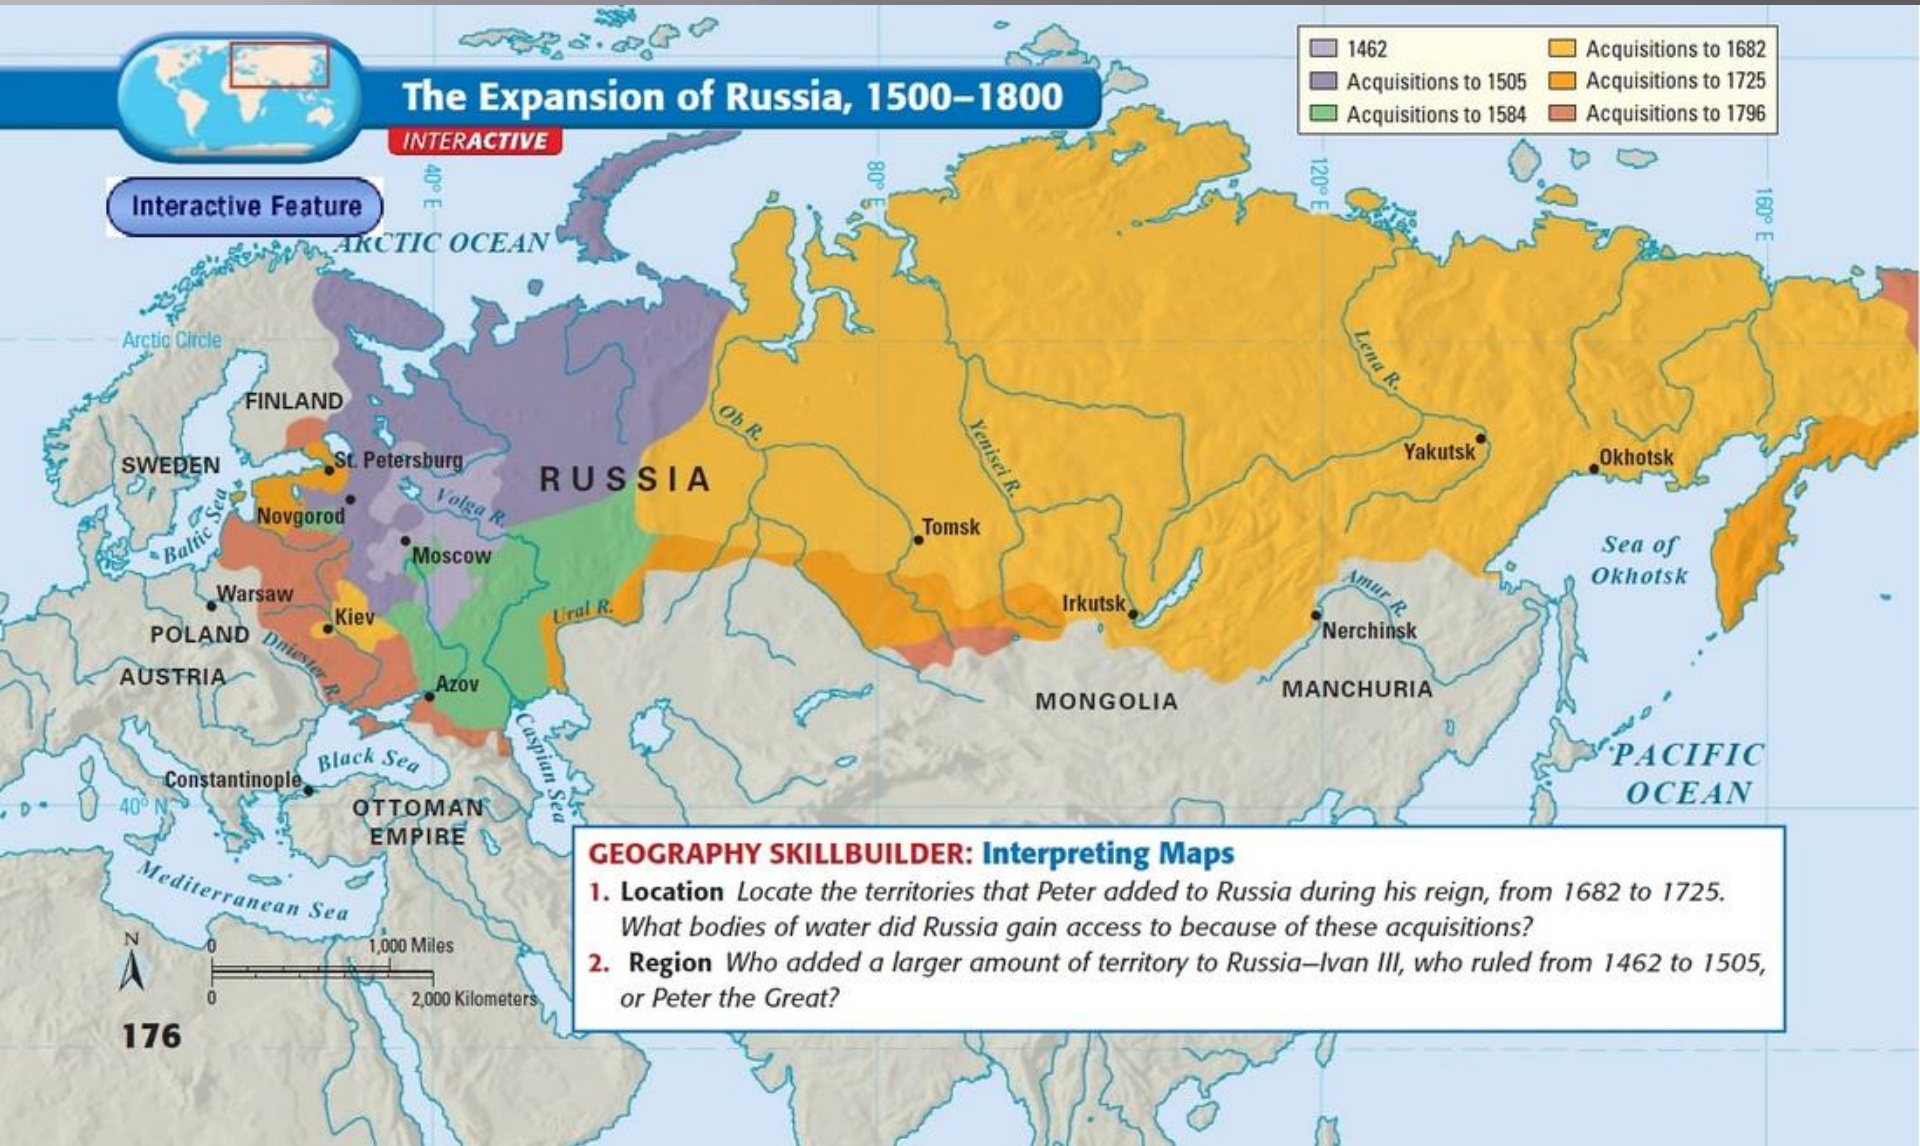 The Expansion of Russia, 1500–1800
INTERACTIVE
Interactive Feature
1462
Acquisitions to 1505
Acquisitions to 1584
Acquisitions to 1682
Acquisitions to 1725
Acquisitions to 1796
40° E
80° E
120° E
160° E
ARCTIC OCEAN
Arctic Circle
FINLAND
SWEDEN
St. Petersburg
RUSSIA
Ob R.
Yenisei R.
Lena R.
Yakutsk
Okhotsk
Baltic Sea
Novgorod
Volga R.
Moscow
Tomsk
Sea of
Okhotsk
Warsaw
POLAND
Kiev
Ural R.
Irkutsk
Amur R.
Nerchinsk
Dniester R.
AUSTRIA
Azov
MONGOLIA
MANCHURIA
Black Sea
Caspian Sea
Constantinople
40° N
OTTOMAN
EMPIRE
PACIFIC
OCEAN
Mediterranean Sea
N
0
1,000 Miles
0
2,000 Kilometers
GEOGRAPHY SKILLBUILDER: Interpreting Maps
1. Location Locate the territories that Peter added to Russia during his reign, from 1682 to 1725.
What bodies of water did Russia gain access to because of these acquisitions?
2. Region Who added a larger amount of territory to Russia—Ivan III, who ruled from 1462 to 1505,
or Peter the Great?
176